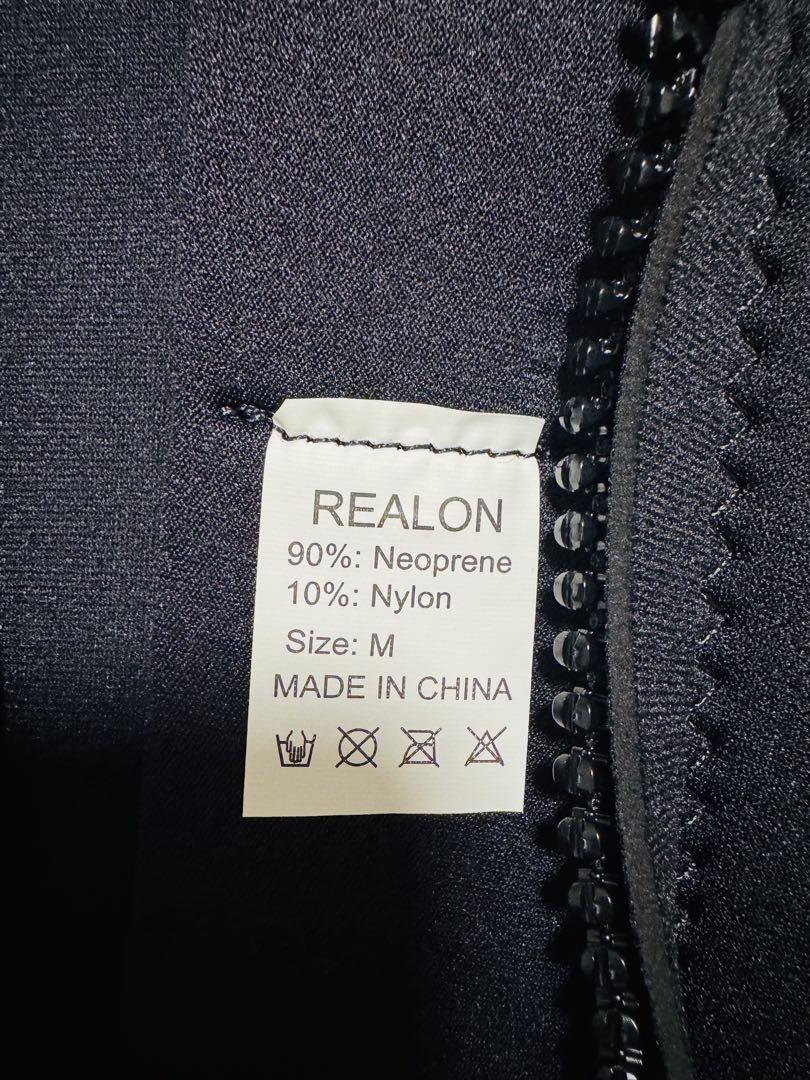 REALON
90%: Neoprene
10%: Nylon
Size: M
MADE IN CHINA